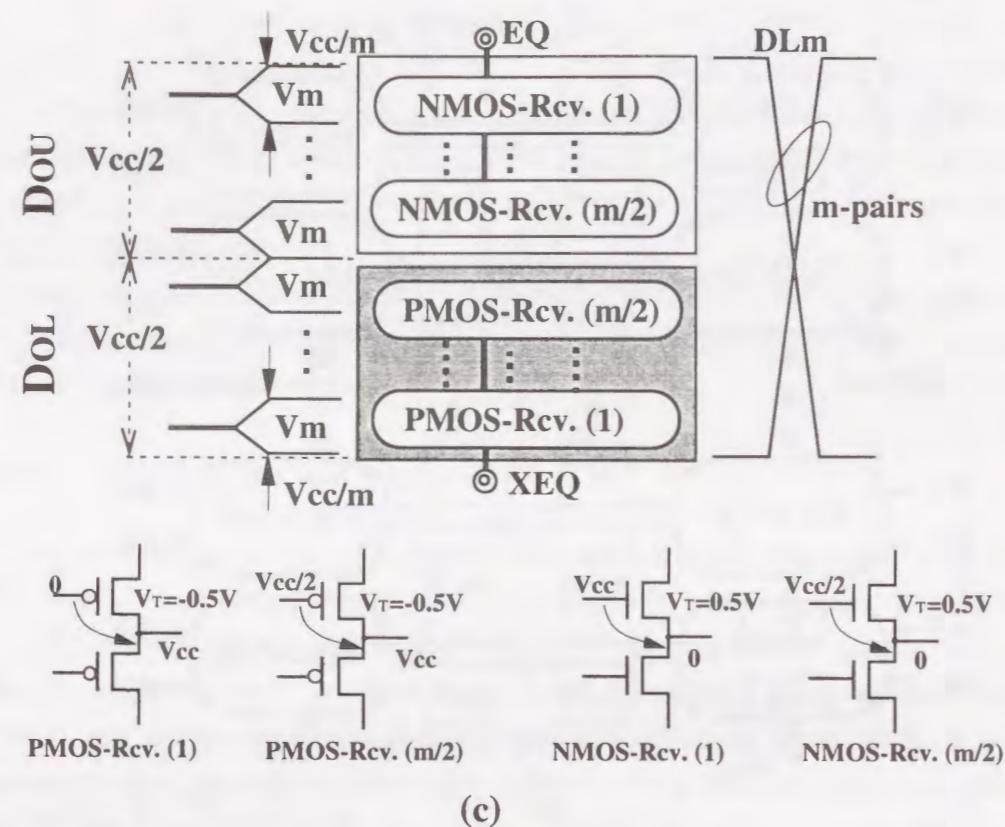 Vcc/m
EQ
DLm
Vm
NMOS-Rcv. (1)
DOU
Vcc/2
NMOS-Rcv. (m/2)
m-pairs
Vm
Vm
PMOS-Rcv. (m/2)
DOL
Vcc/2
PMOS-Rcv. (1)
Vm
Vcc/m
XEQ
0
VT=-0.5V
Vcc
PMOS-Rcv. (1)
Vcc/2
VT=-0.5V
Vcc
PMOS-Rcv. (m/2)
Vcc
VT=0.5V
0
NMOS-Rcv. (1)
Vcc/2
VT=0.5V
0
NMOS-Rcv. (m/2)
(c)